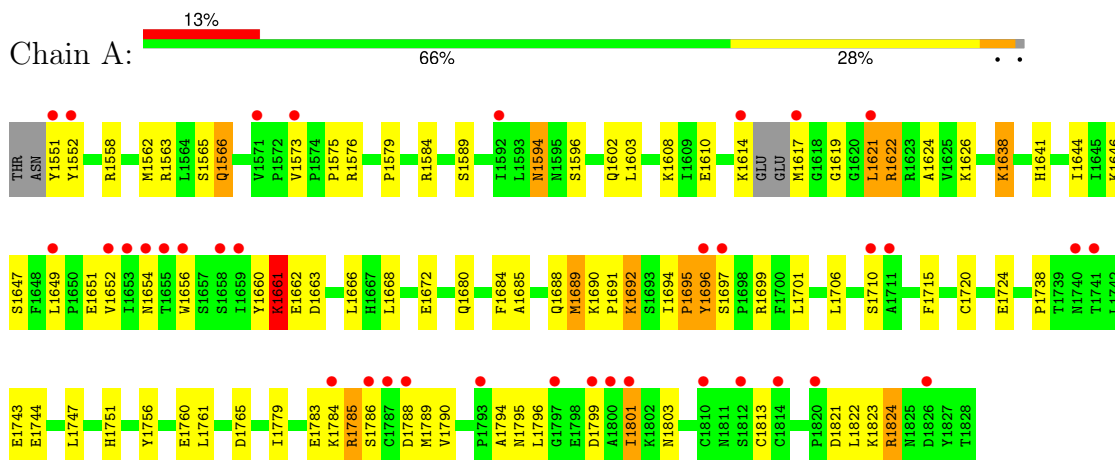 13%
Chain A:
66% 28% • •
THR ASN Y1551 Y1552 R1558 M1562 R1563 L1564 S1565 Q1566 V1571 P1572 V1573 P1574 P1575 R1576 P1579 R1584 S1589 I1592 L1593 N1594 N1595 S1596 Q1602 L1603 K1608 I1609 E1610 K1614 GLU GLU M1617 G1618 G1619 G1620 L1621 R1622 R1623 A1624 V1625 K1626 K1638 H1641 I1644 I1645 K1646
S1647 F1648 L1649 P1650 E1651 V1652 I1653 N1654 T1655 W1656 S1657 S1658 I1659 Y1660 K1661 E1662 D1663 L1666 H1667 L1668 E1672 Q1680 F1684 A1685 Q1688 M1689 K1690 P1691 K1692 S1693 I1694 P1695 Y1696 S1697 P1698 R1699 F1700 L1701 L1706 S1710 A1711 F1715 C1720 E1724 P1738 T1739 N1740 T1741 L1742
E1743 E1744 L1747 H1751 Y1756 E1760 L1761 D1765 I1779 E1783 K1784 R1785 S1786 C1787 D1788 M1789 V1790 P1793 A1794 N1795 L1796 G1797 E1798 D1799 A1800 I1801 K1802 N1803 C1810 N1811 S1812 C1813 C1814 P1820 D1821 L1822 K1823 R1824 N1825 D1826 Y1827 T1828